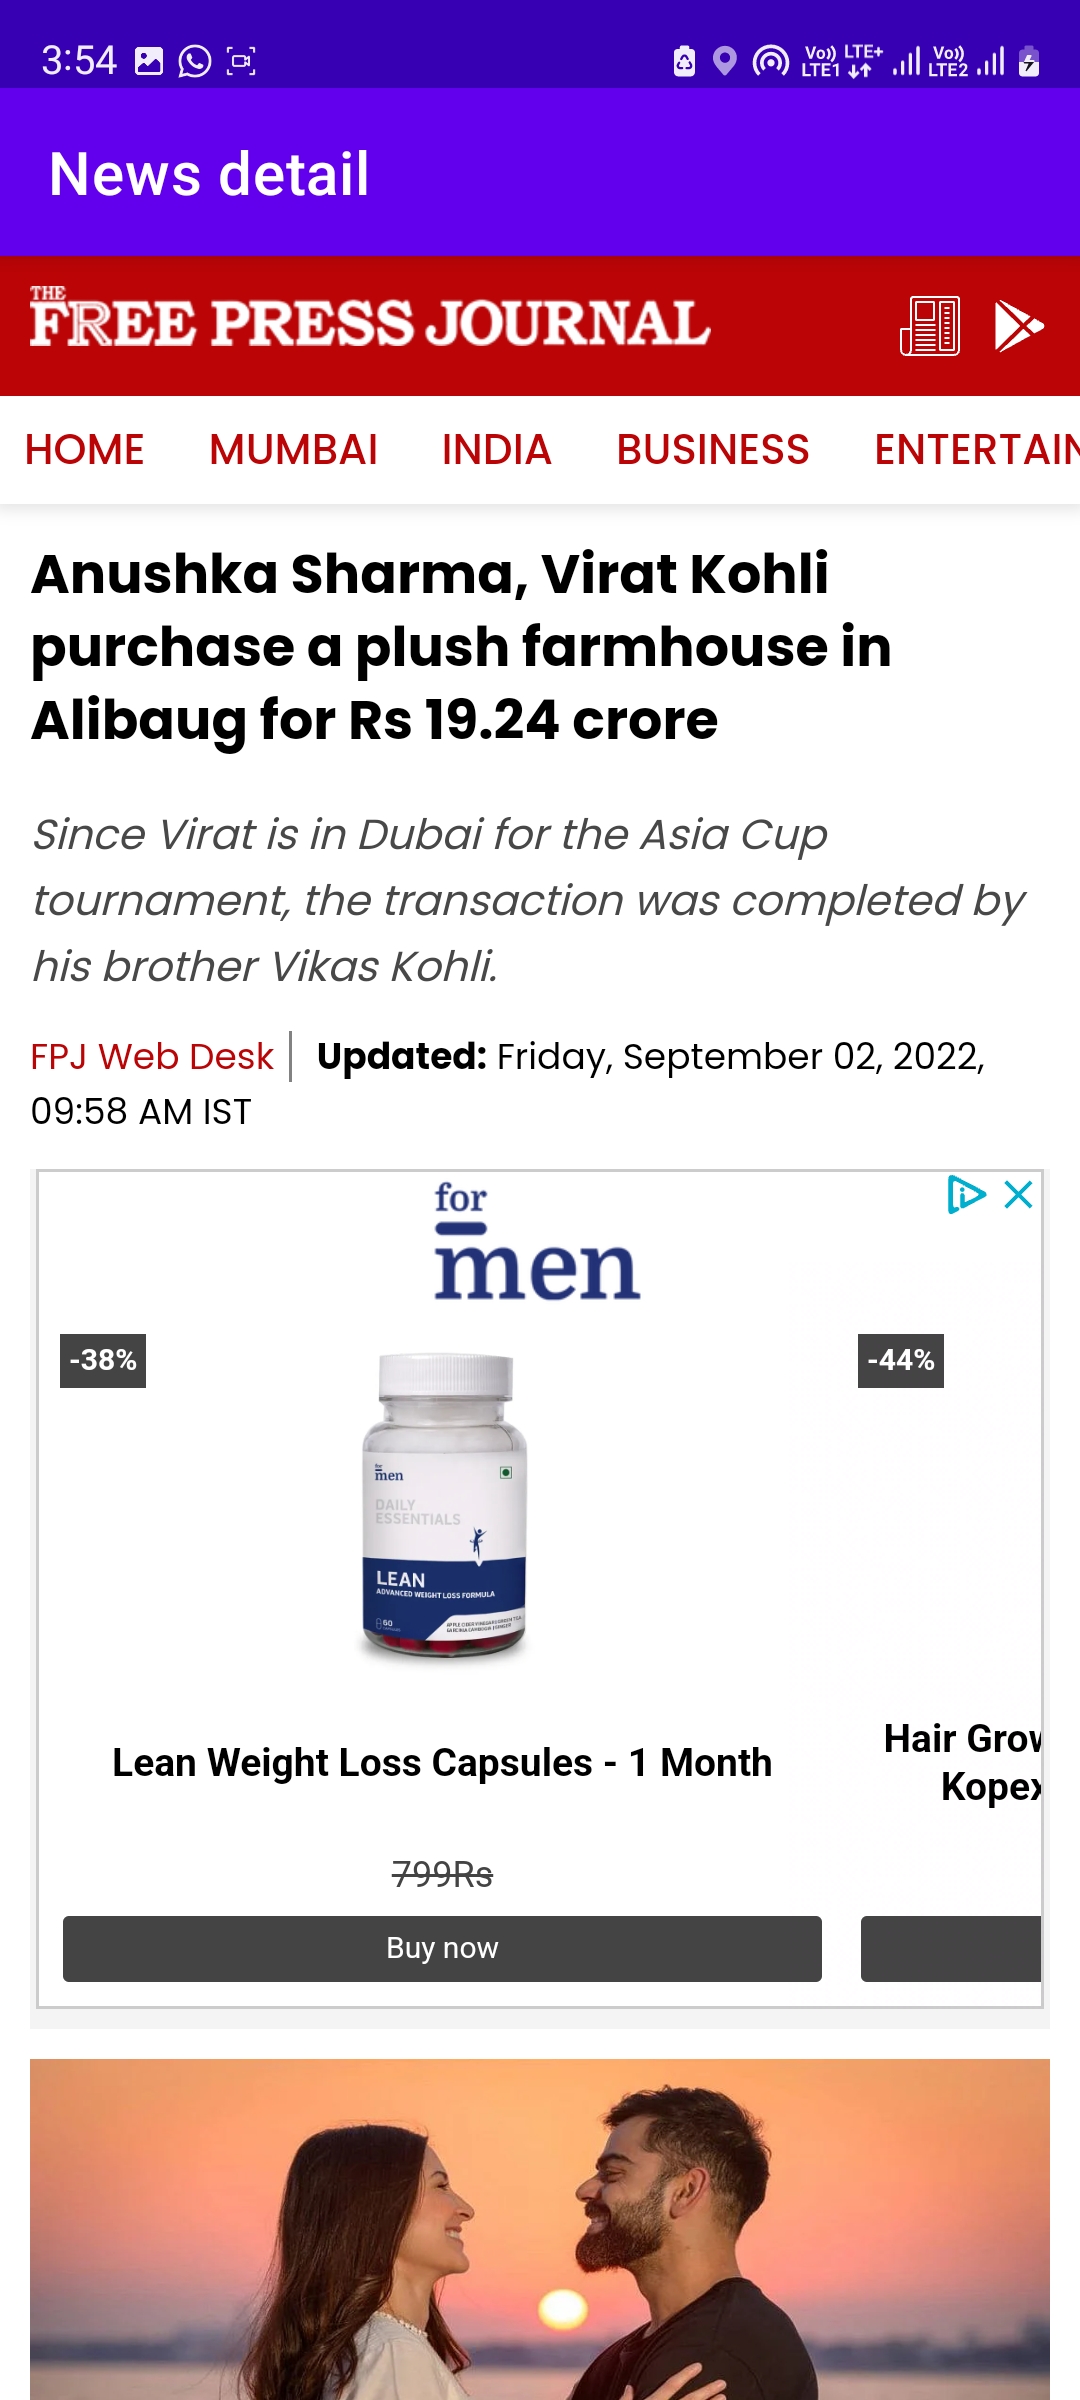 3:54
Vo)) LTE1 LTE+ Vo)) LTE2
News detail
THE
FREE PRESS JOURNAL
HOME MUMBAI INDIA BUSINESS ENTERTAIN
Anushka Sharma, Virat Kohli
purchase a plush farmhouse in
Alibaug for Rs 19.24 crore
Since Virat is in Dubai for the Asia Cup
tournament, the transaction was completed by
his brother Vikas Kohli.
FPJ Web Desk | Updated: Friday, September 02, 2022,
09:58 AM IST
for
men
-38% -44%
for
men
DAILY
ESSENTIALS
LEAN
ADVANCED WEIGHT LOSS FORMULA
60
Lean Weight Loss Capsules - 1 Month
Hair Grow
Kopex
799Rs
Buy now